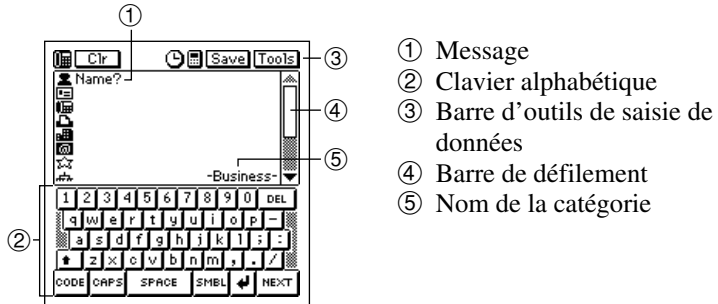 ①
Clr Save Tools ③
Name?
④
⑤
-Business-
②
1 2 3 4 5 6 7 8 9 0 DEL
q w e r t y u i o p -
a s d f g h j k l ; :
z x c v b n m , . /
CODE CAPS SPACE SMBL NEXT
① Message
② Clavier alphabétique
③ Barre d'outils de saisie de
données
④ Barre de défilement
⑤ Nom de la catégorie